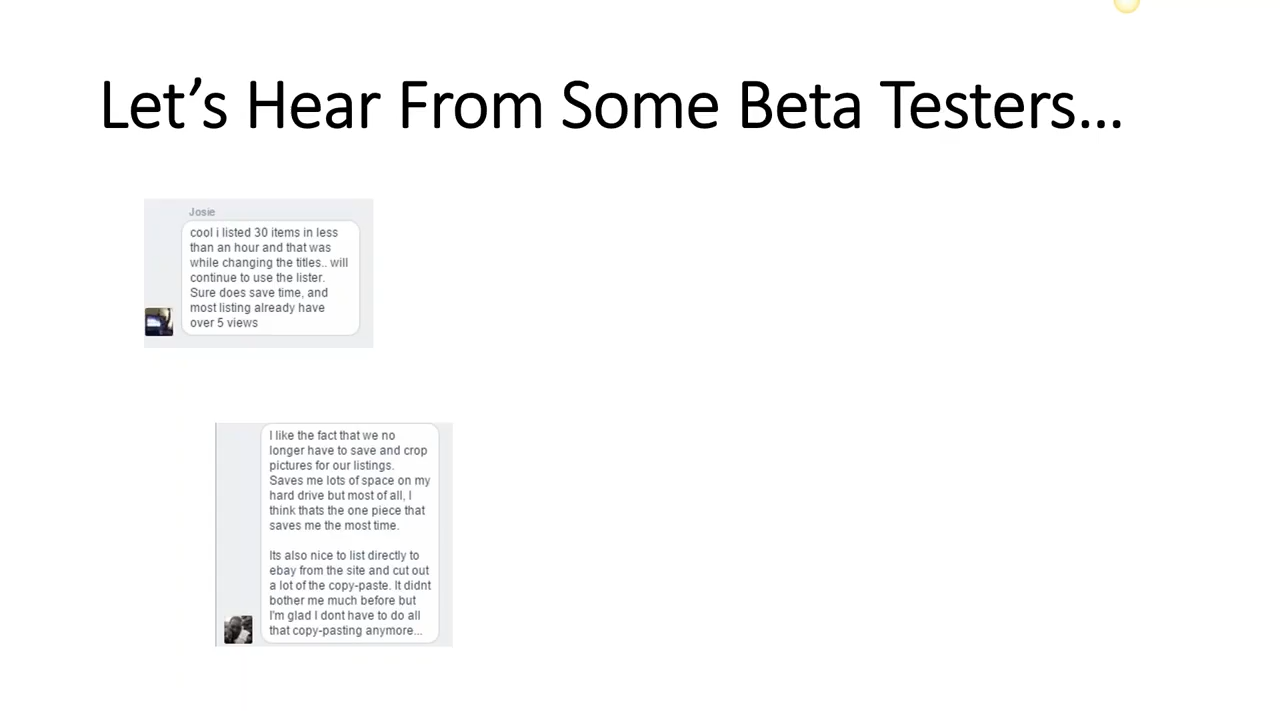 Let’s Hear From Some Beta Testers...
Josie
cool i listed 30 items in less
than an hour and that was
while changing the titles.. will
continue to use the lister.
Sure does save time, and
most listing already have
over 5 views
I like the fact that we no
longer have to save and crop
pictures for our listings.
Saves me lots of space on my
hard drive but most of all, I
think thats the one piece that
saves me the most time.
Its also nice to list directly to
ebay from the site and cut out
a lot of the copy-paste. It didnt
bother me much before but
I'm glad I dont have to do all
that copy-pasting anymore...